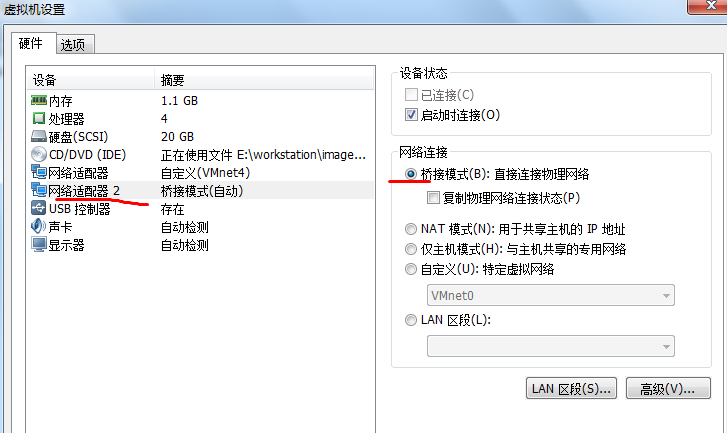 虚拟机设置
硬件 选项
设备 摘要
内存 1.1 GB
处理器 4
硬盘(SCSI) 20 GB
CD/DVD (IDE) 正在使用文件 E:\workstation\image...
网络适配器 自定义(VMnet4)
网络适配器 2 桥接模式(自动)
USB 控制器 存在
声卡 自动检测
显示器 自动检测
设备状态
已连接(C)
启动时连接(O)
网络连接
桥接模式(B): 直接连接物理网络
复制物理网络连接状态(P)
NAT 模式(N): 用于共享主机的 IP 地址
仅主机模式(H): 与主机共享的专用网络
自定义(U): 特定虚拟网络
VMnet0
LAN 区段(L):
LAN 区段(S)... 高级(V)...